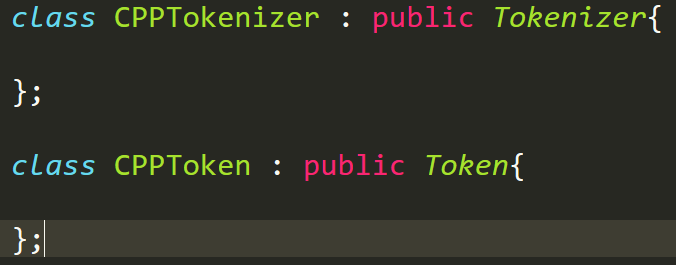 class CPPTokenizer : public Tokenizer{
};
class CPPToken : public Token{
};